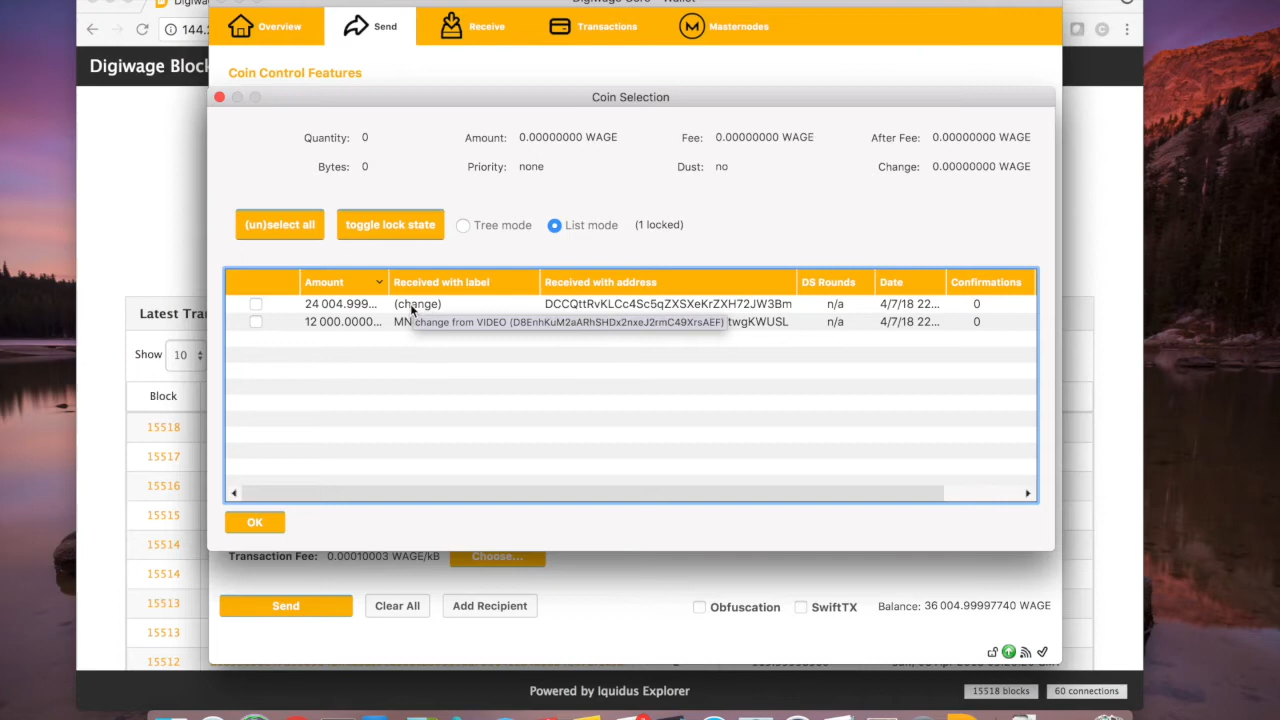 Digiwage Core - Wallet
Overview
Send
Receive
Transactions
M Masternodes
144.
Digiwage Bloc
Coin Control Features
Coin Selection
Quantity: 0 Amount: 0.00000000 WAGE Fee: 0.00000000 WAGE After Fee: 0.00000000 WAGE
Bytes: 0 Priority: none Dust: no Change: 0.00000000 WAGE
(un)select all toggle lock state Tree mode List mode (1 locked)
Amount Received with label Received with address DS Rounds Date Confirmations
24 004.999... (change) DCCQttRvKLCc4Sc5qZXSXeKrZXH72JW3Bm n/a 4/7/18 22... 0
12 000.0000... MN change from VIDEO (D8EnhKuM2aARhSHDx2nxeJ2rmC49XrsAEF) twgKWUSL n/a 4/7/18 22... 0
Latest Tra
Show 10
Block
15518
15517
15516
15515
15514
15514
15513
15513
15512
OK
Transaction Fee: 0.00010003 WAGE/kB Choose...
Send Clear All Add Recipient Obfuscation SwiftTX Balance: 36 004.99997740 WAGE
Powered by Iquidus Explorer
15518 blocks 60 connections